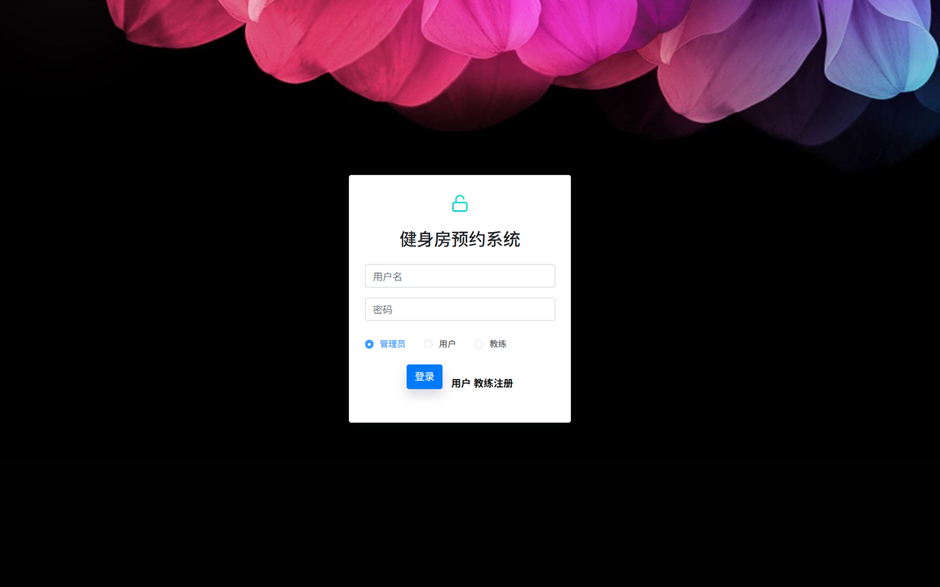 健身房预约系统
用户名
密码
管理员 用户 教练
登录 用户 教练注册